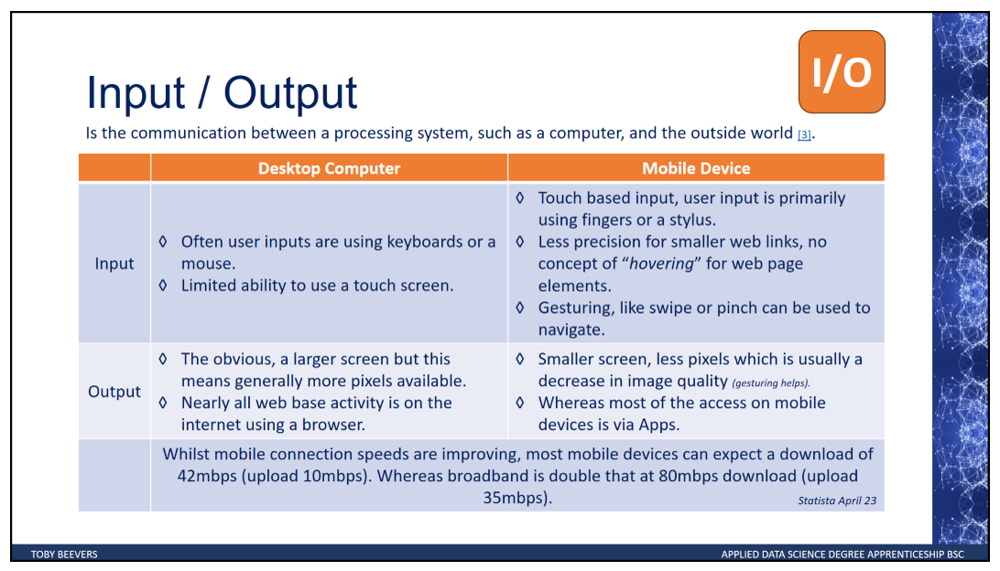 I/O
Input / Output
Is the communication between a processing system, such as a computer, and the outside world [3].
Desktop Computer
Mobile Device
Input
◊ Often user inputs are using keyboards or a
mouse.
◊ Limited ability to use a touch screen.
◊ Touch based input, user input is primarily
using fingers or a stylus.
◊ Less precision for smaller web links, no
concept of “hovering” for web page
elements.
◊ Gesturing, like swipe or pinch can be used to
navigate.
Output
◊ The obvious, a larger screen but this
means generally more pixels available.
◊ Nearly all web base activity is on the
internet using a browser.
◊ Smaller screen, less pixels which is usually a
decrease in image quality (gesturing helps).
◊ Whereas most of the access on mobile
devices is via Apps.
Whilst mobile connection speeds are improving, most mobile devices can expect a download of
42mbps (upload 10mbps). Whereas broadband is double that at 80mbps download (upload
35mbps).
Statista April 23
TOBY BEEVERS
APPLIED DATA SCIENCE DEGREE APPRENTICESHIP BSC